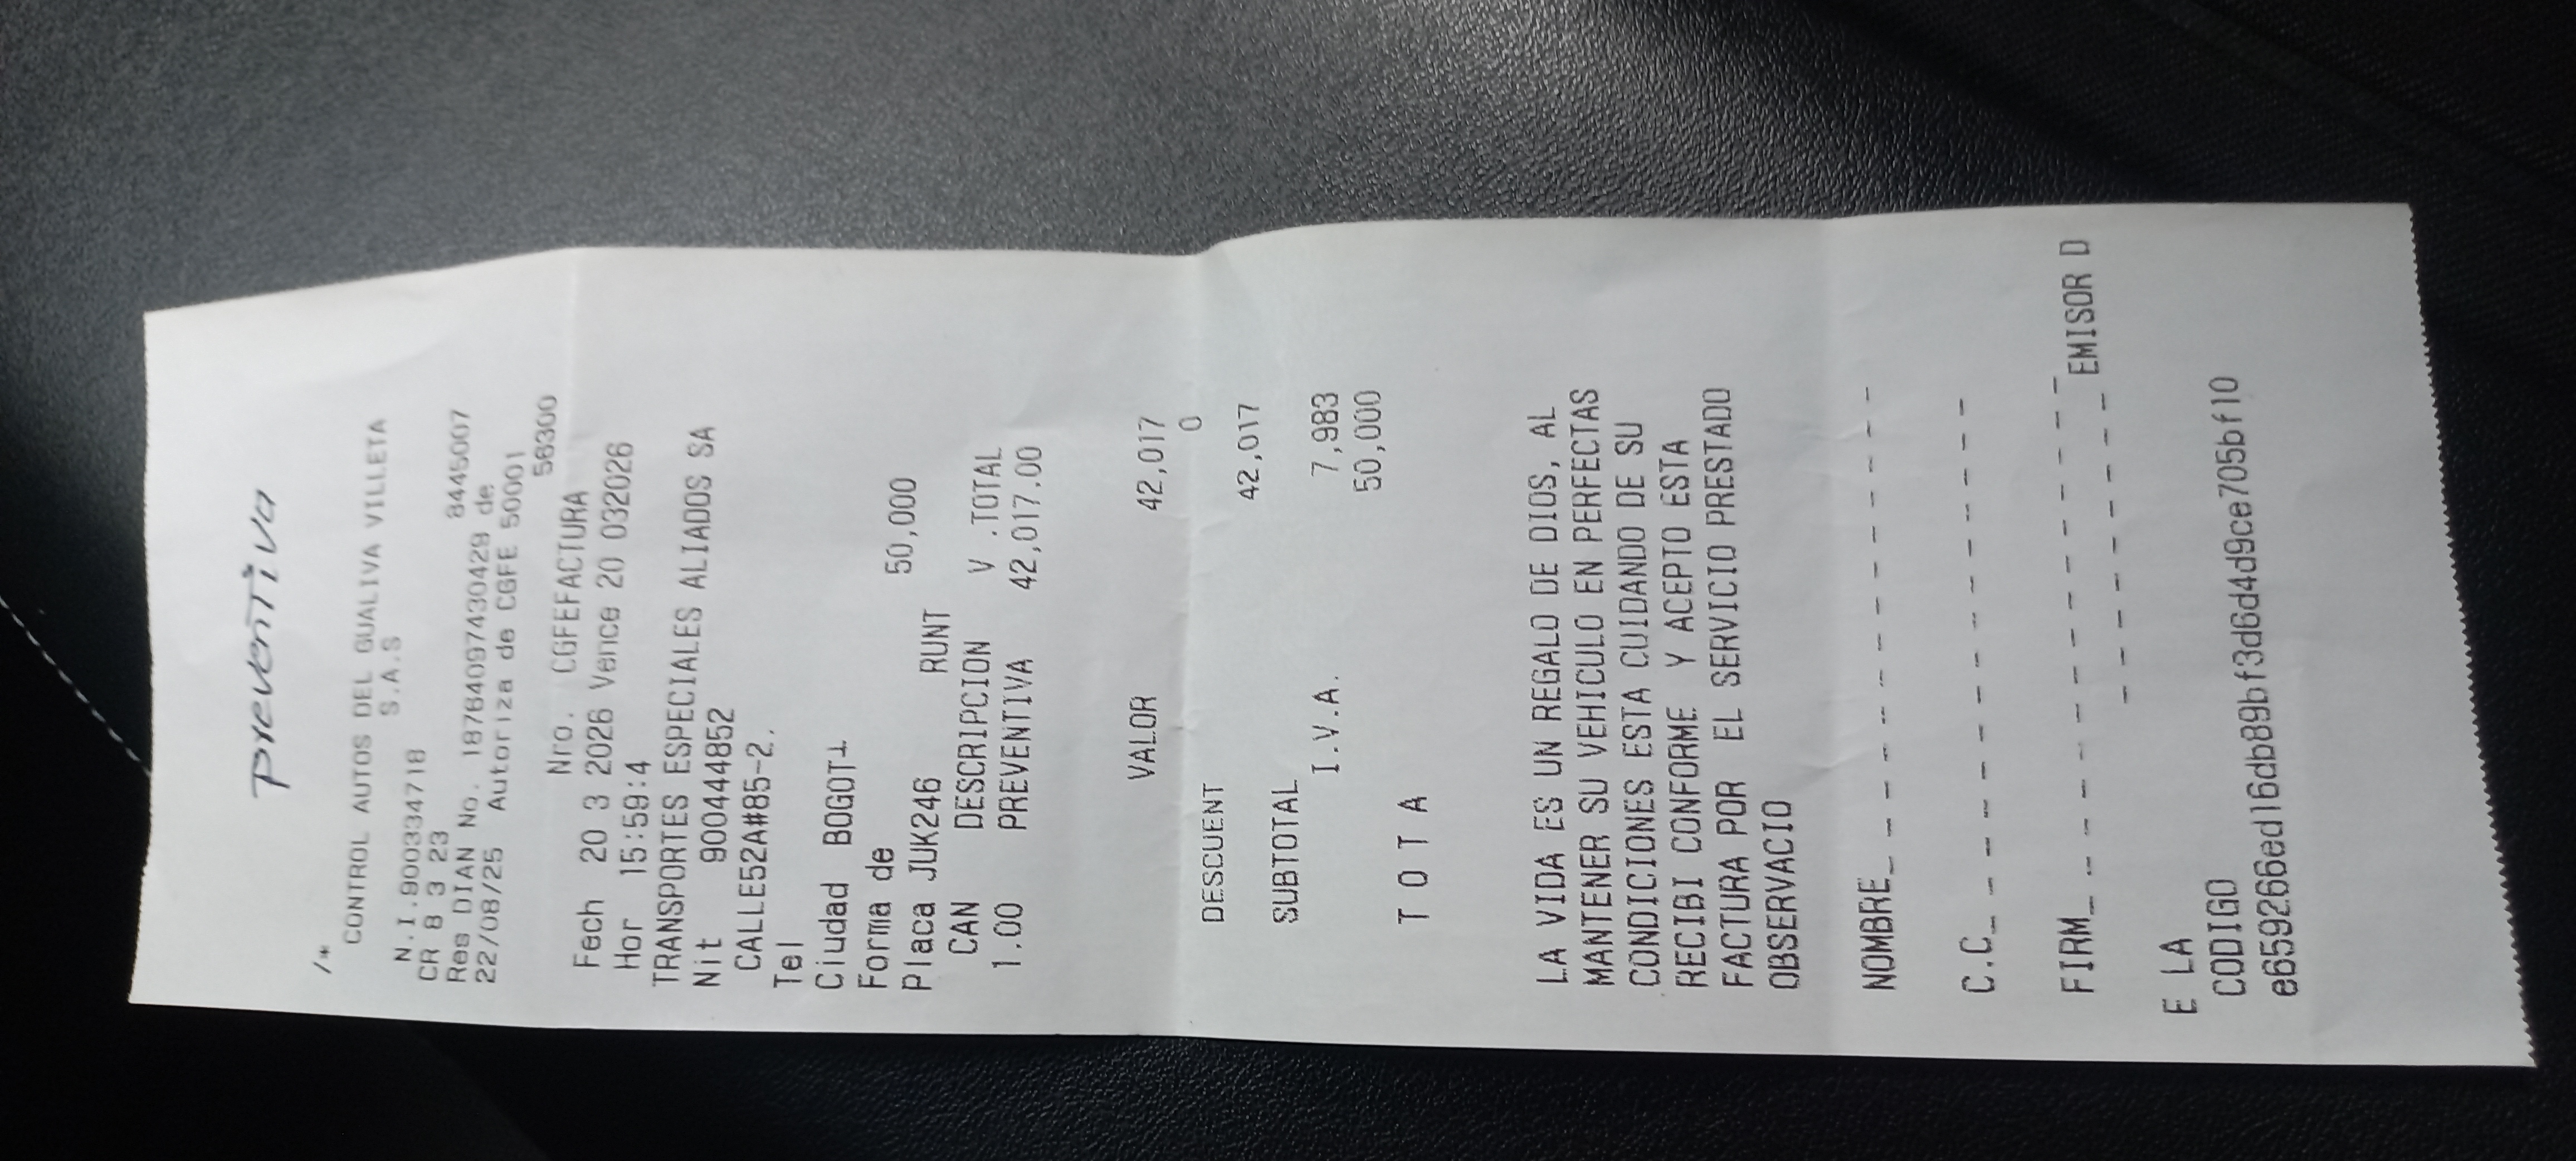 Preventiva
/*
CONTROL AUTOS DEL GUALIVA VILLETA
S.A.S
N.I.900334718
CR 8 3 23 8445007
Res DIAN No. 18764097430429 de
22/08/25 Autoriza de CGFE 50001
56300
Nro. CGFEFACTURA
Fech 20 3 2026 Vence 20 032026
Hor 15:59:4
TRANSPORTES ESPECIALES ALIADOS SA
Nit 900444852
CALLE52A#85-2.
Tel
Ciudad BOGOT┴
Forma de 50,000
Placa JUK246 RUNT
CAN DESCRIPCION V .TOTAL
1.00 PREVENTIVA 42,017.00
VALOR 42,017
DESCUENT 0
SUBTOTAL 42,017
I.V.A. 7,983
T O T A 50,000
LA VIDA ES UN REGALO DE DIOS, AL
MANTENER SU VEHICULO EN PERFECTAS
CONDICIONES ESTA CUIDANDO DE SU
RECIBI CONFORME Y ACEPTO ESTA
FACTURA POR EL SERVICIO PRESTADO
OBSERVACIO
NOMBRE_ _ _ _ _ _ _ _ _ _ _ _
C.C_ _ _ _ _ _ _ _ _ _ _ _
FIRM_ _ _ _ _ _ _ _ _ _ _ _
_ _ _ _ _ _ _ EMISOR D
E LA
CODIGO
e659266ed16db89bf3d6d4d9ce705bf10